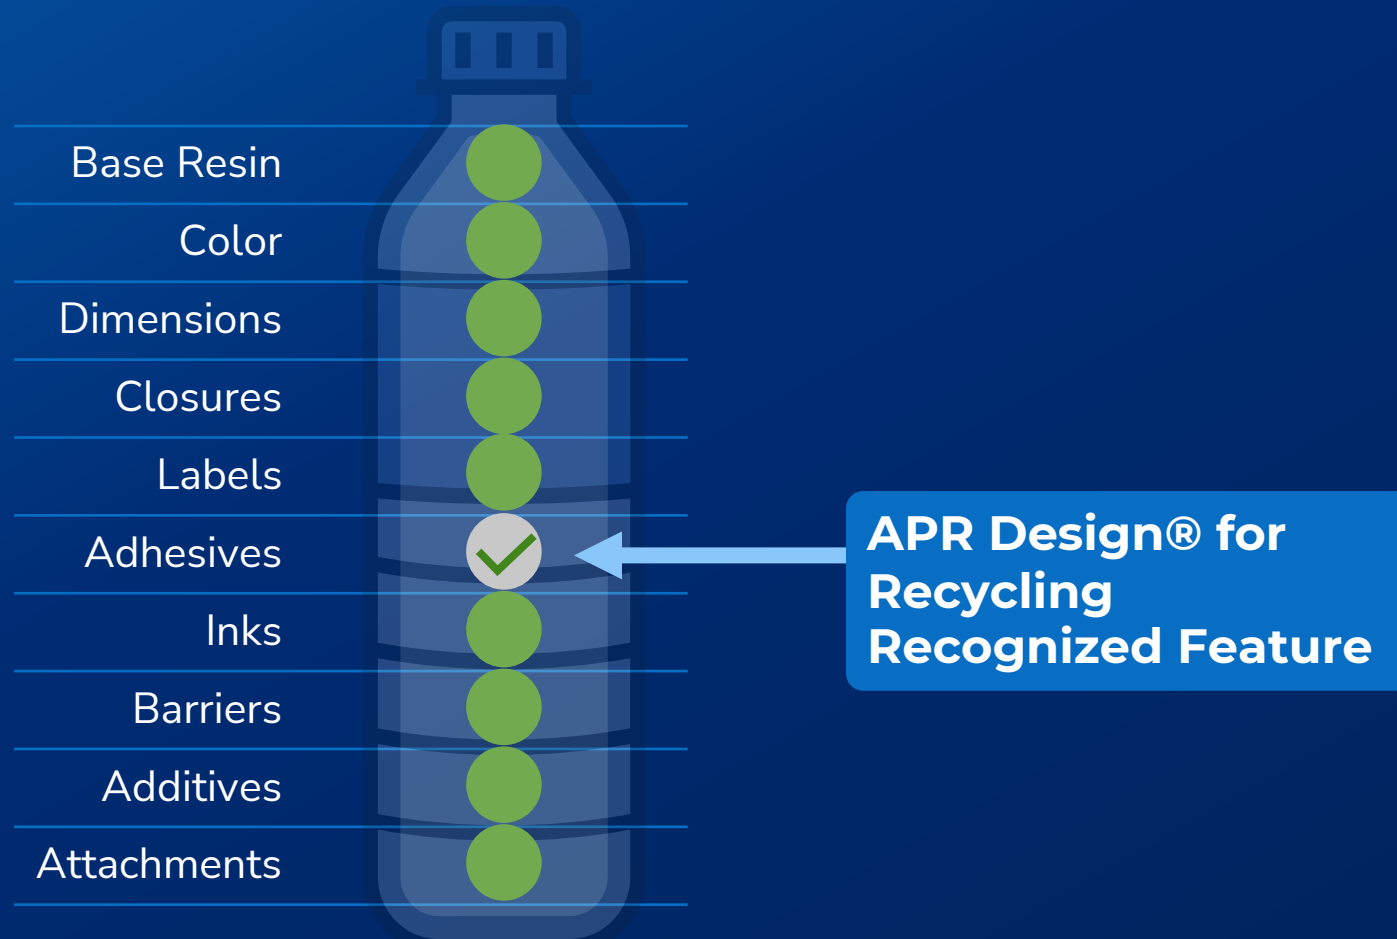 Base Resin
Color
Dimensions
Closures
Labels
Adhesives
Inks
Barriers
Additives
Attachments
APR Design® for
Recycling
Recognized Feature